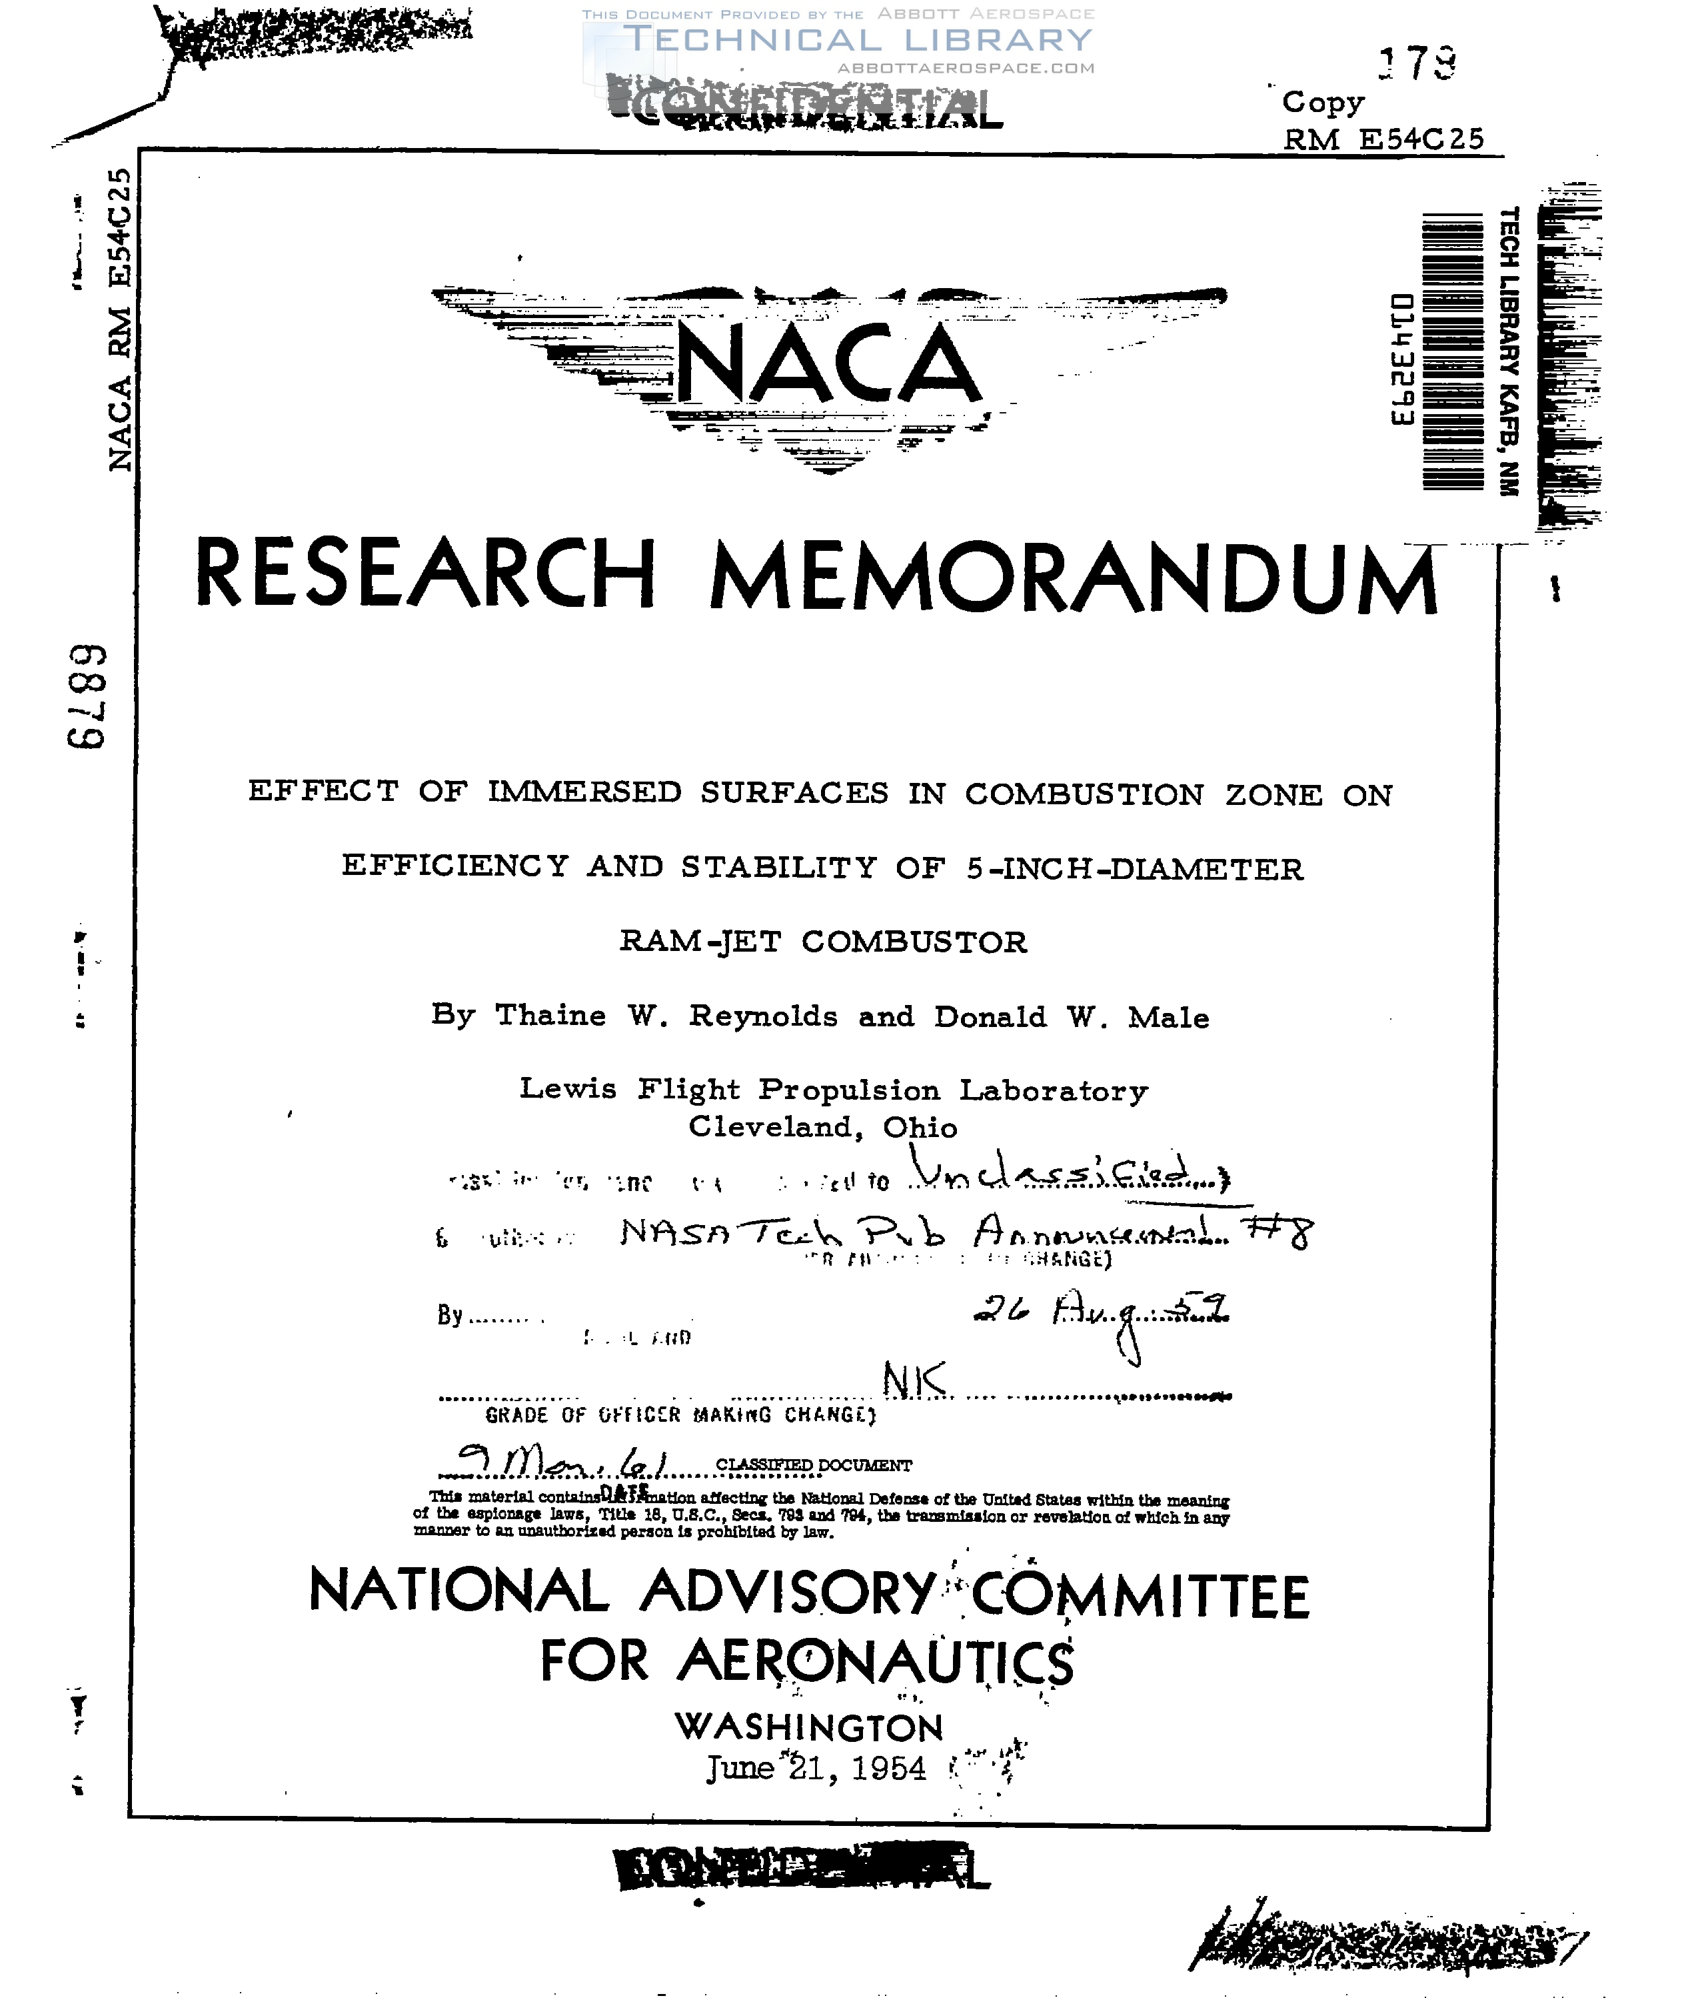 THIS DOCUMENT PROVIDED BY THE ABBOTT AEROSPACE
TECHNICAL LIBRARY
ABBOTTAEROSPACE.COM
CONFIDENTIAL
Copy
RM E54C25
NACA RM E54C25
TECH LIBRARY KAFB, NM
0143293
NACA
RESEARCH MEMORANDUM
6879
EFFECT OF IMMERSED SURFACES IN COMBUSTION ZONE ON
EFFICIENCY AND STABILITY OF 5-INCH-DIAMETER
RAM-JET COMBUSTOR
By Thaine W. Reynolds and Donald W. Male
Lewis Flight Propulsion Laboratory
Cleveland, Ohio
to Unclassified
NASA Tech Pub Announcement #8
CHANGE)
By
26 Aug 59
AND
NK
GRADE OF OFFICER MAKING CHANGE)
9 Mar. 61
CLASSIFIED DOCUMENT
DATE
This material contains information affecting the National Defense of the United States within the meaning
of the espionage laws, Title 18, U.S.C., Secs. 793 and 794, the transmission or revelation of which in any
manner to an unauthorized person is prohibited by law.
NATIONAL ADVISORY COMMITTEE
FOR AERONAUTICS
WASHINGTON
June 21, 1954
CONFIDENTIAL